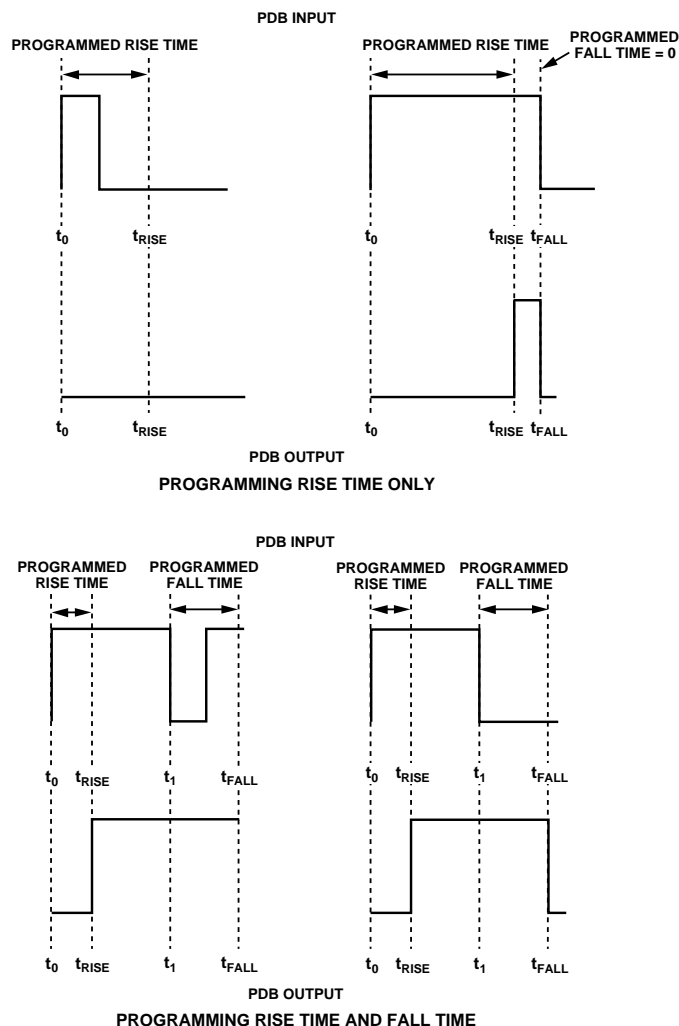 PDB INPUT
PROGRAMMED RISE TIME
PROGRAMMED RISE TIME
PROGRAMMED
FALL TIME = 0
t0
tRISE
t0
tRISE
tFALL
t0
tRISE
t0
tRISE
tFALL
PDB OUTPUT
PROGRAMMING RISE TIME ONLY
PDB INPUT
PROGRAMMED
RISE TIME
PROGRAMMED
FALL TIME
PROGRAMMED
RISE TIME
PROGRAMMED
FALL TIME
t0
tRISE
t1
tFALL
t0
tRISE
t1
tFALL
t0
tRISE
t1
tFALL
t0
tRISE
t1
tFALL
PDB OUTPUT
PROGRAMMING RISE TIME AND FALL TIME